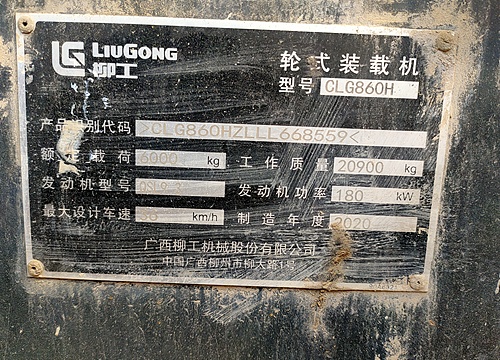 LiuGong
柳工
轮式装载机
型号 CLG860H
产品识别代码 >CLG860HZLLL668559<
额定载荷 6000 kg 工作质量 20900 kg
发动机型号 发动机功率 180 kW
最大设计车速 km/h 制造年度 2020
广西柳工机械股份有限公司
中国广西柳州市柳太路1号